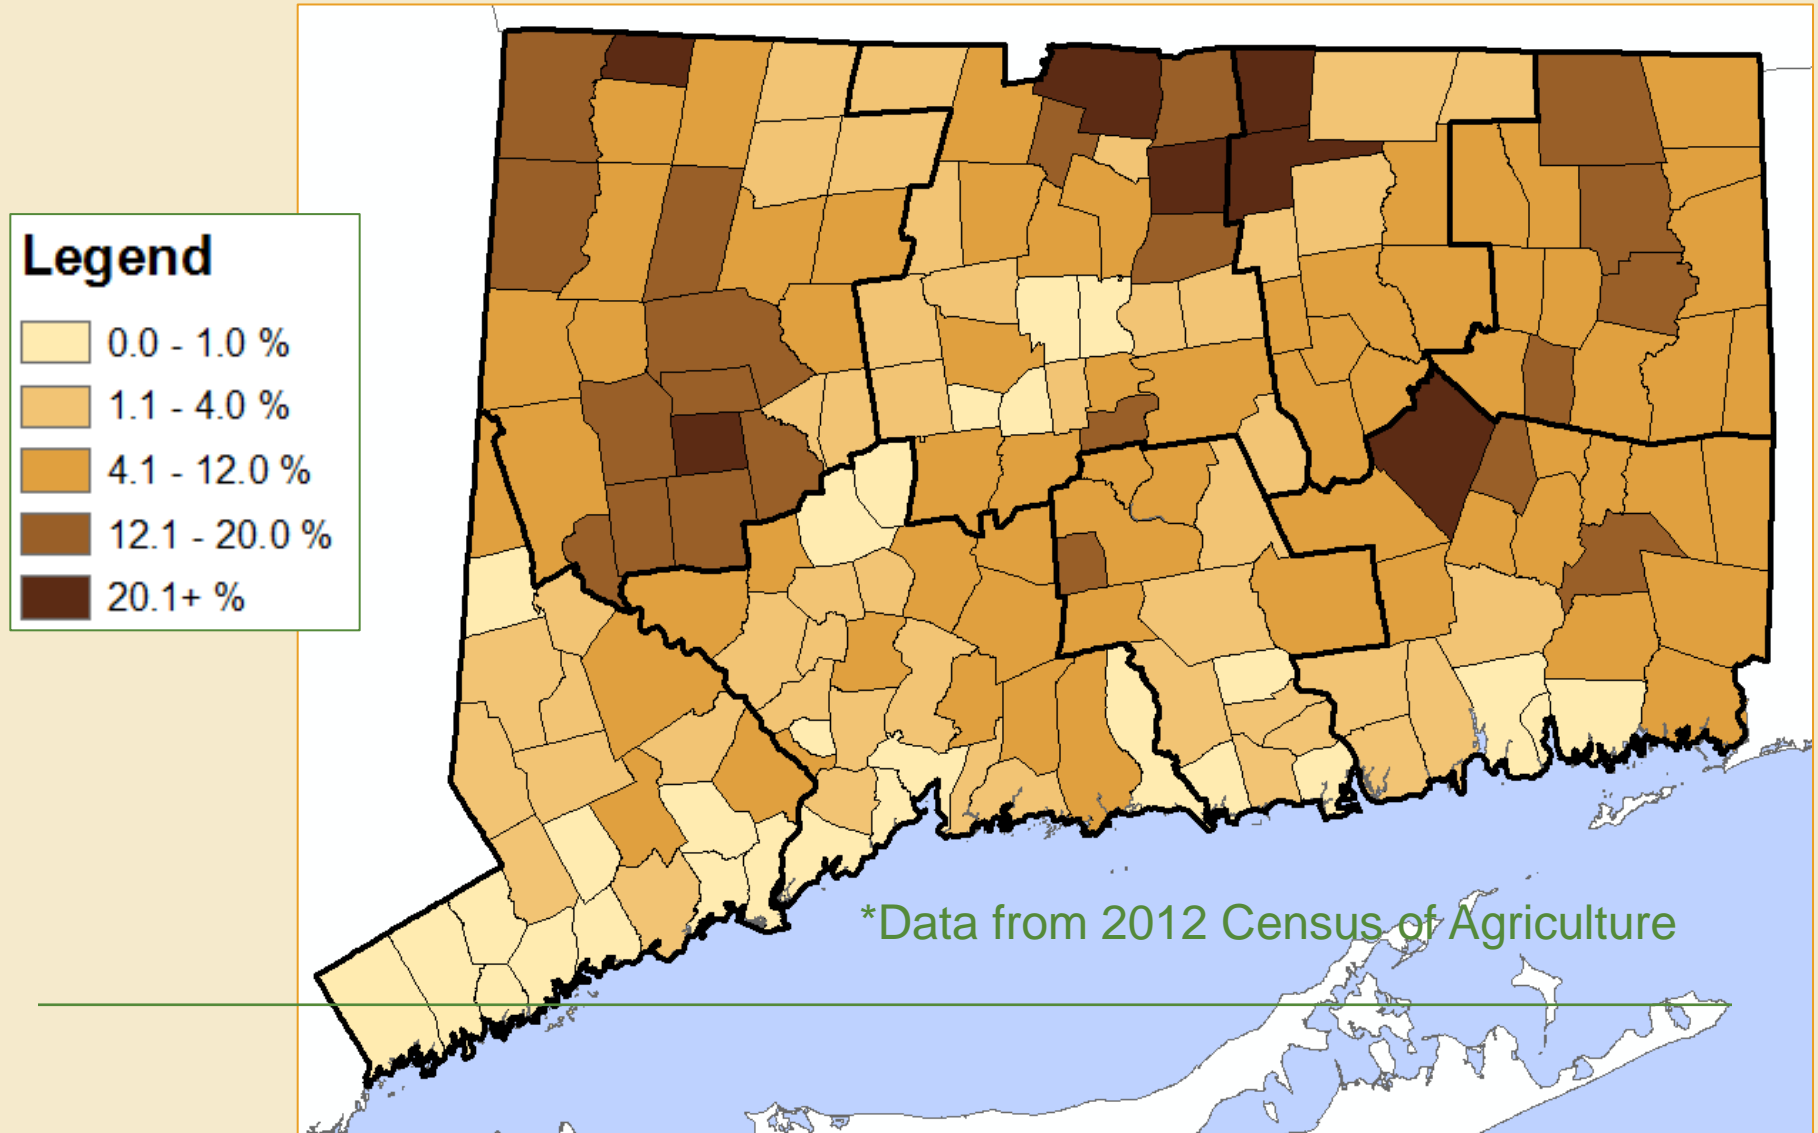 Legend
0.0 - 1.0 %
1.1 - 4.0 %
4.1 - 12.0 %
12.1 - 20.0 %
20.1+ %
*Data from 2012 Census of Agriculture